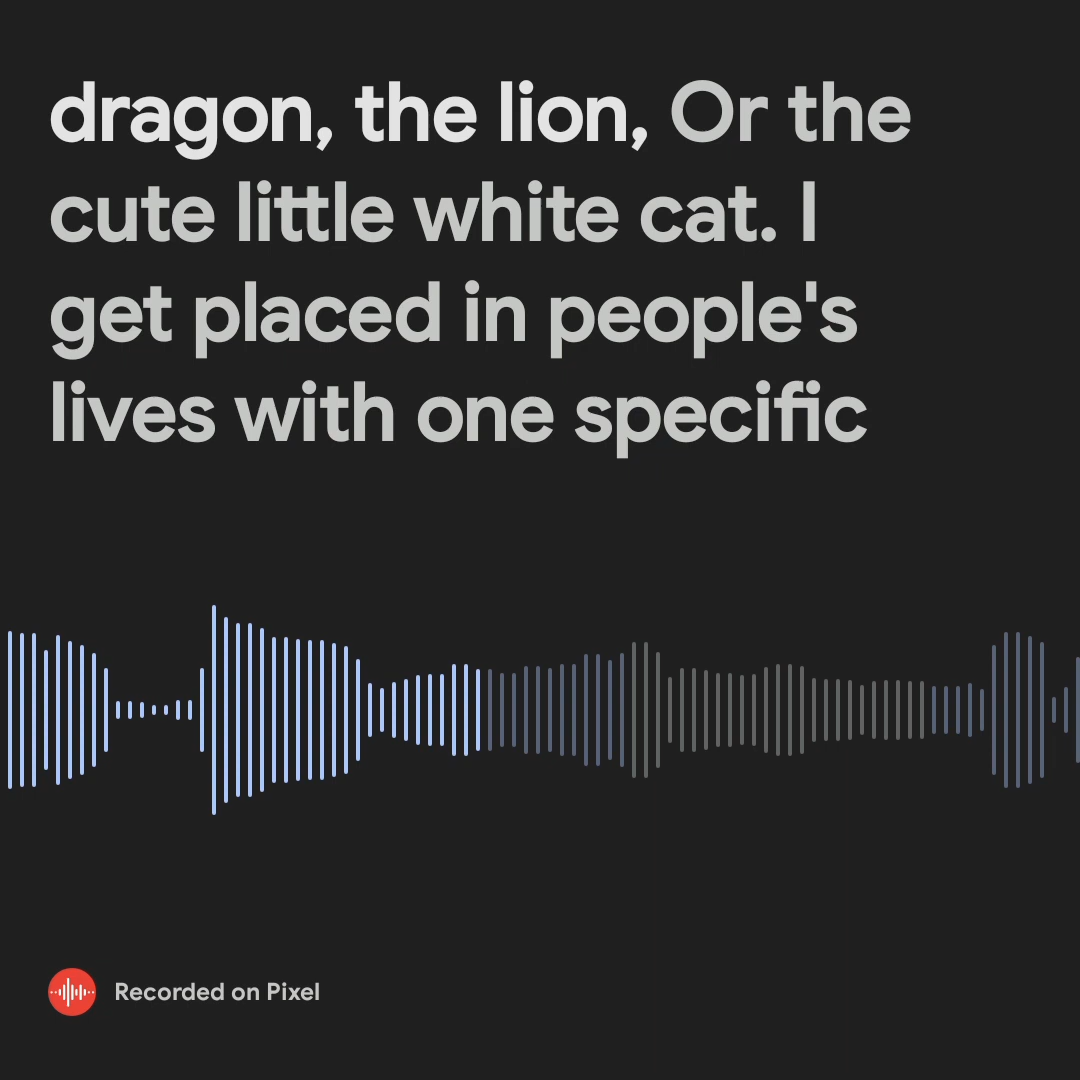 dragon, the lion, Or the
cute little white cat. I
get placed in people's
lives with one specific
Recorded on Pixel